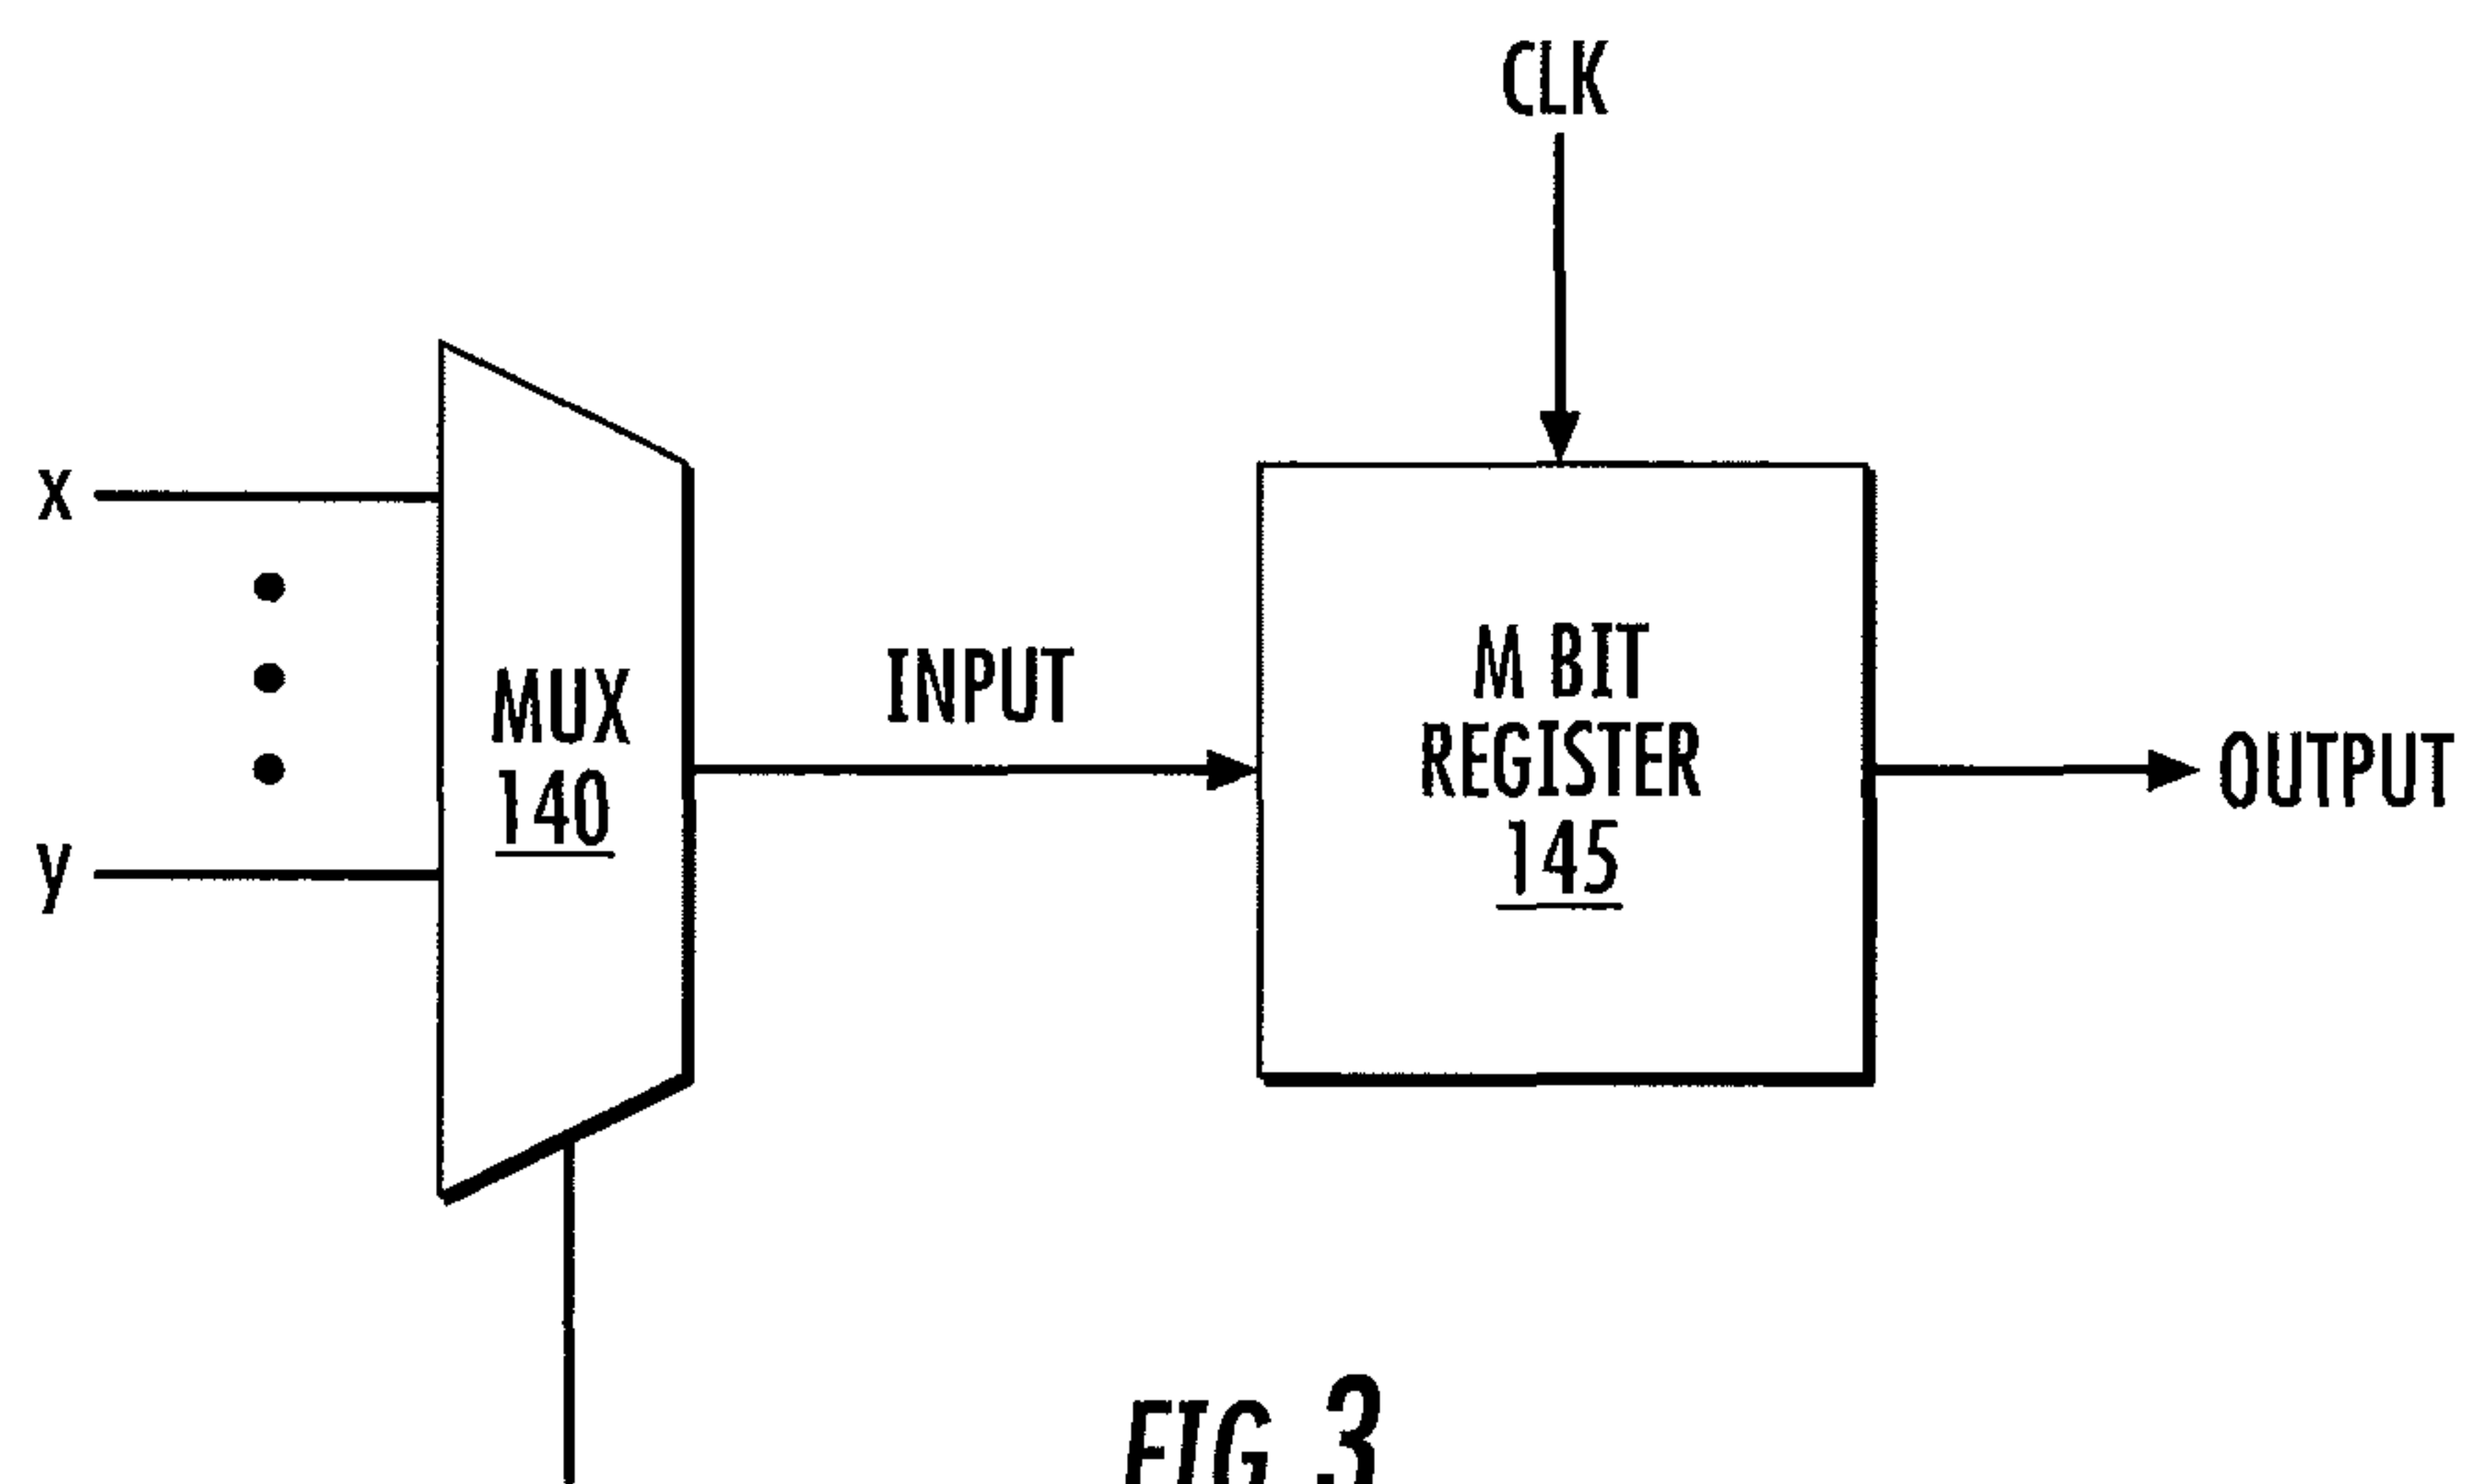 CLK
x
y
MUX
140
INPUT
M BIT
REGISTER
145
OUTPUT
FIG. 3